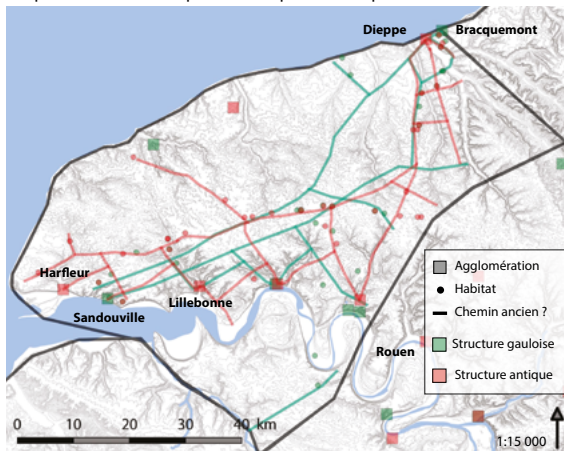 Dieppe
Bracquemont
Harfleur
Lillebonne
Sandouville
Rouen
Agglomération
Habitat
Chemin ancien ?
Structure gauloise
Structure antique
0 10 20 30 40 km
1:15 000